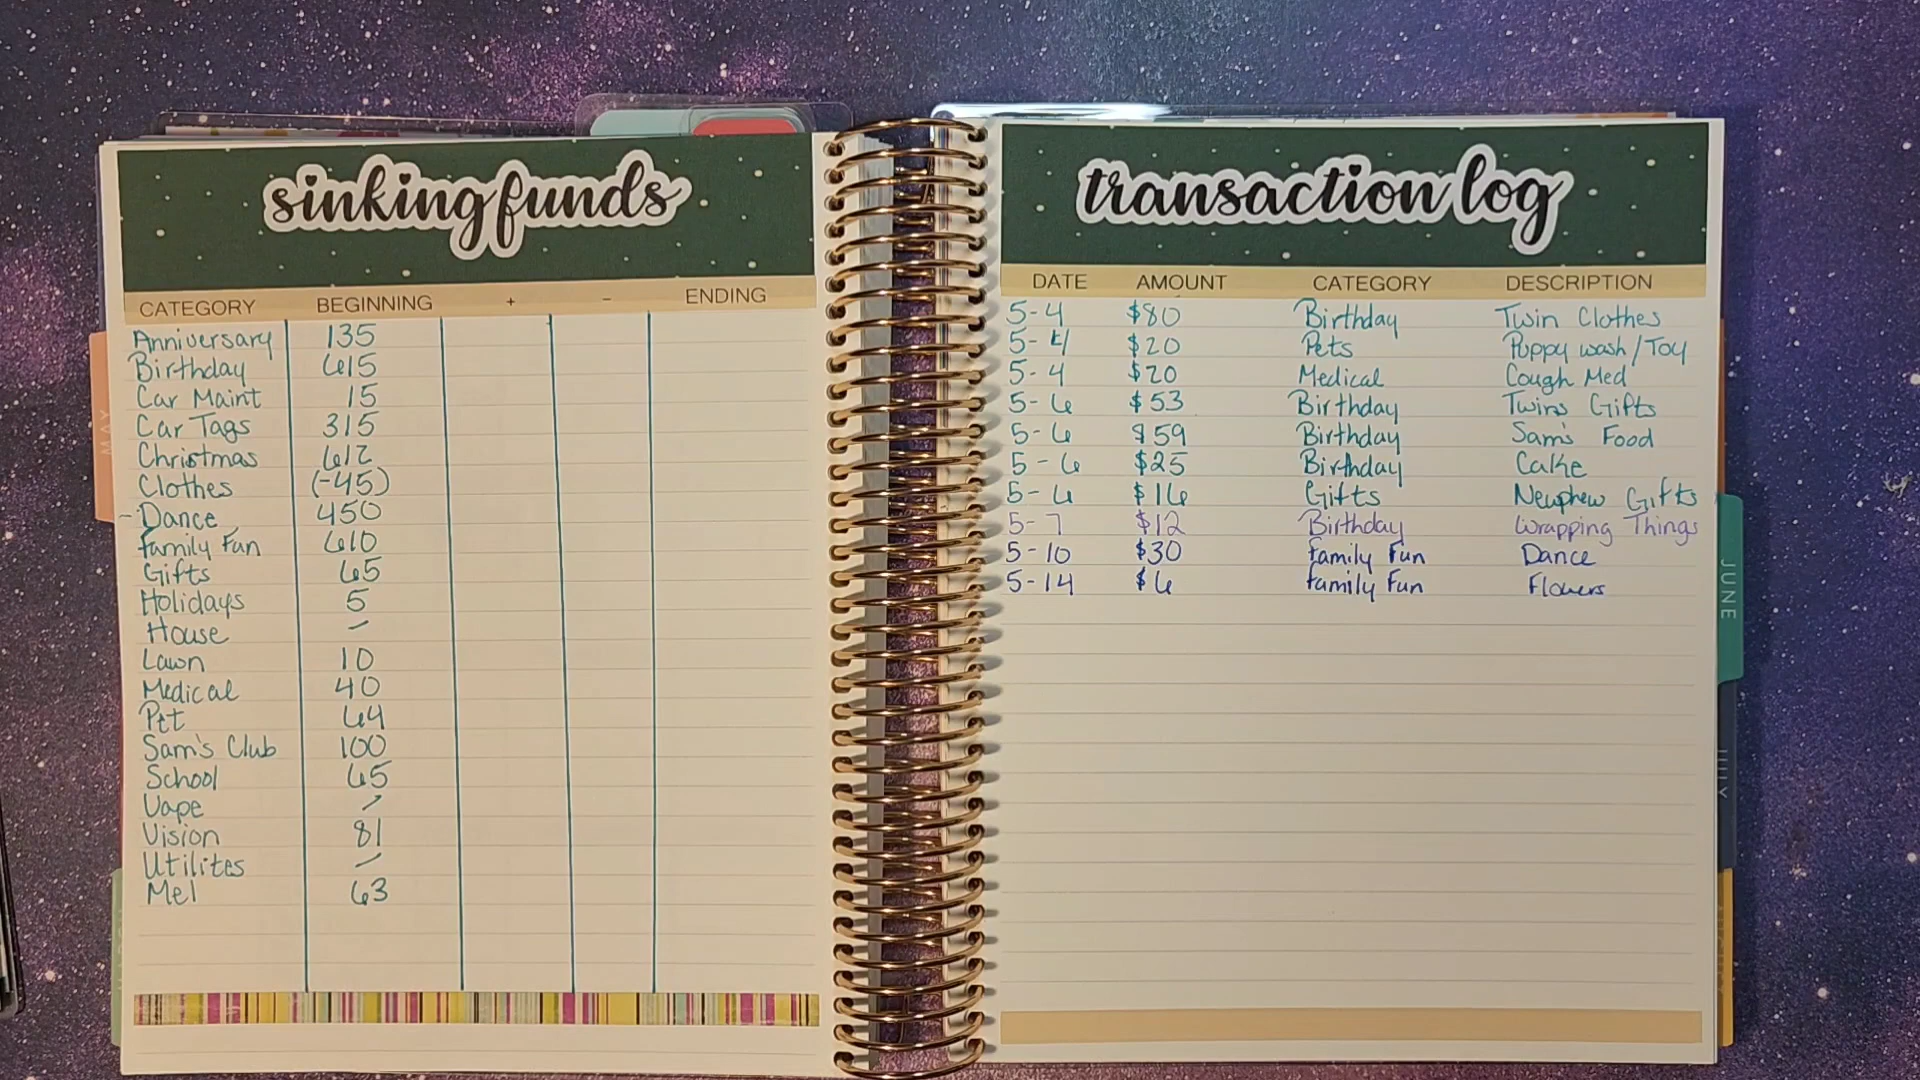 sinking funds
CATEGORY BEGINNING + - ENDING
Anniversary 135
Birthday 615
Car Maint 15
Car Tags 315
Christmas 612
Clothes (-45)
- Dance 450
Family Fun 610
Gifts 65
Holidays 5
House -
Lawn 10
Medical 40
Pet 64
Sam's Club 100
School 65
Vape -
Vision 81
Utilites -
Mel 63
transaction log
DATE AMOUNT CATEGORY DESCRIPTION
5-4 $80 Birthday Twin Clothes
5-4 $20 Pets Puppy wash/Toy
5-4 $20 Medical Cough Med
5-6 $53 Birthday Twins Gifts
5-6 $59 Birthday Sam's Food
5-6 $25 Birthday Cake
5-6 $16 Gifts Newphew Gifts
5-7 $12 Birthday Wrapping Things
5-10 $30 Family Fun Dance
5-14 $6 Family Fun Flowers
MAY
JUNE
JULY